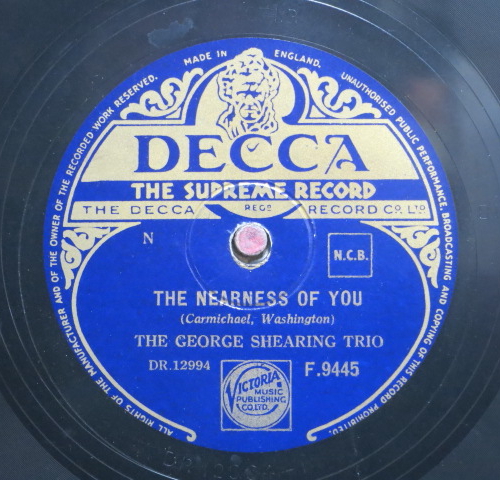 ALL RIGHTS OF THE MANUFACTURER AND OF THE OWNER OF THE RECORDED WORK RESERVED.
MADE IN ENGLAND.
UNAUTHORISED PUBLIC PERFORMANCE, BROADCASTING AND COPYING OF THIS RECORD PROHIBITED.
DECCA
THE SUPREME RECORD
THE DECCA REGD RECORD CO. LTD
N
N.C.B.
THE NEARNESS OF YOU
(Carmichael, Washington)
THE GEORGE SHEARING TRIO
DR.12994
VICTORIA
MUSIC
PUBLISHING
CO.LTD.
F.9445